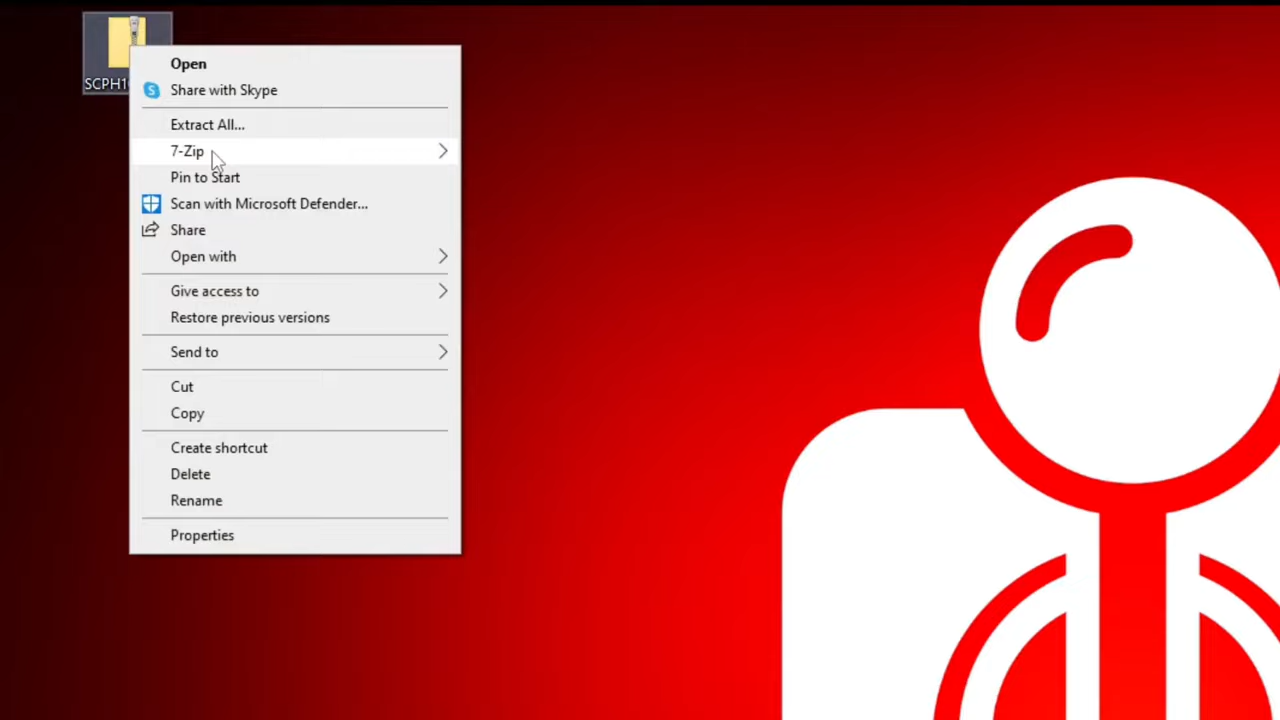 SCPH1
Open
Share with Skype
Extract All...
7-Zip
Pin to Start
Scan with Microsoft Defender...
Share
Open with
Give access to
Restore previous versions
Send to
Cut
Copy
Create shortcut
Delete
Rename
Properties